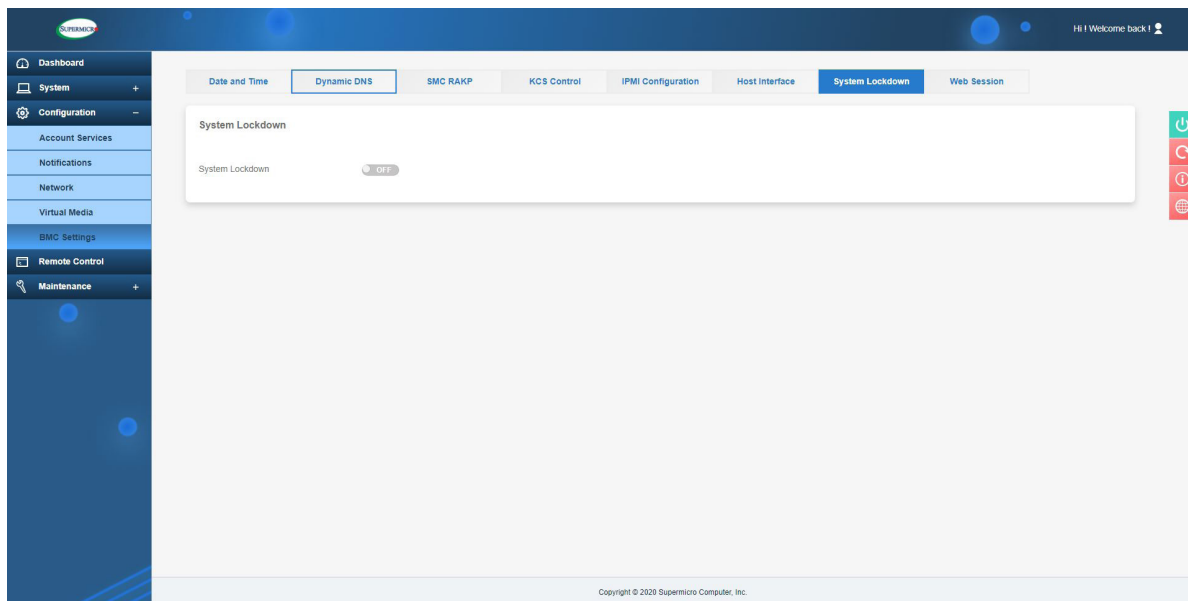 SUPERMICRO
Hi ! Welcome back !
Dashboard
System +
Configuration –
Account Services
Notifications
Network
Virtual Media
BMC Settings
Remote Control
Maintenance +
Date and Time Dynamic DNS SMC RAKP KCS Control IPMI Configuration Host Interface System Lockdown Web Session
System Lockdown
System Lockdown OFF
Copyright © 2020 Supermicro Computer, Inc.